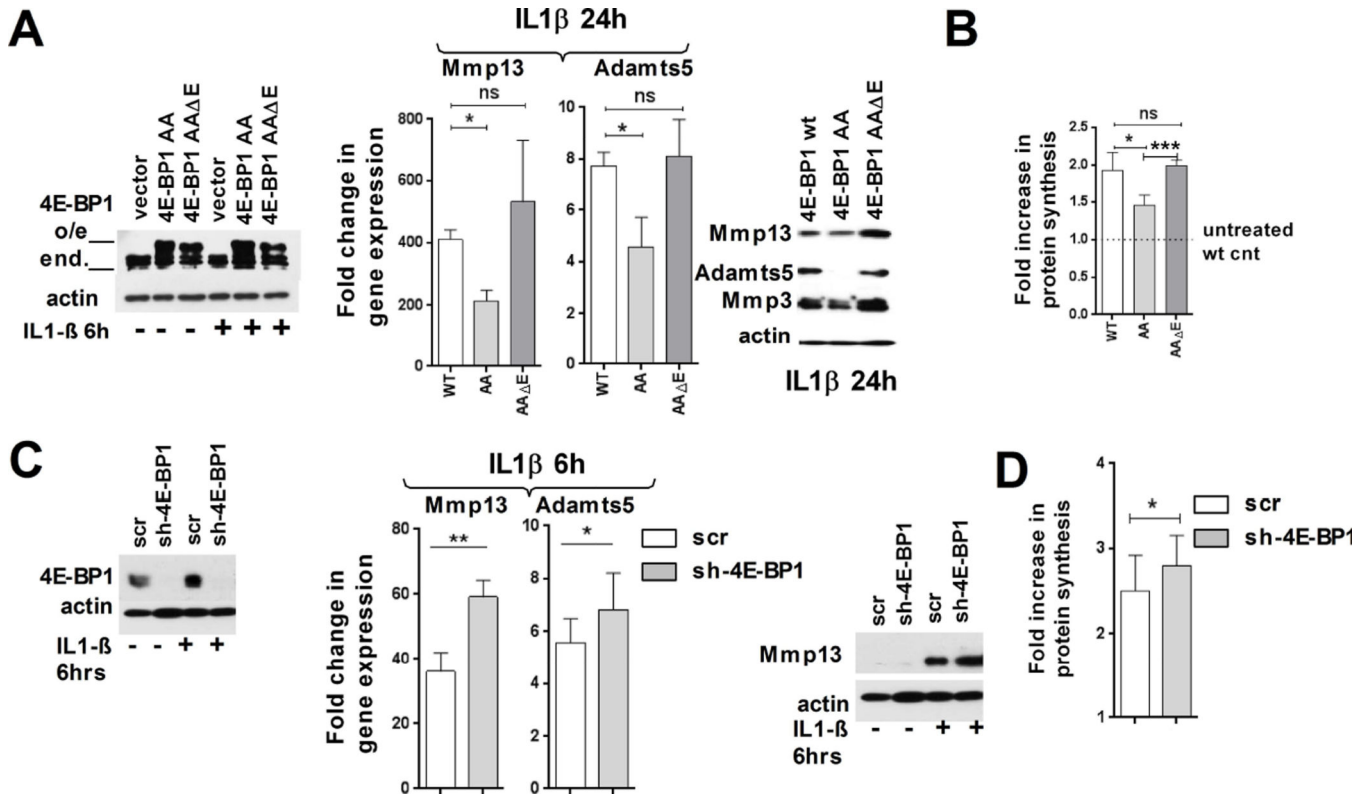 A
IL1β 24h
B
Mmp13
Adamts5
vector
4E-BP1 AA
4E-BP1 AAΔE
vector
4E-BP1 AA
4E-BP1 AAΔE
4E-BP1
o/e
end.
actin
IL1-ß 6h
- - - + + +
Fold change in
gene expression
800
600
400
200
0
ns
*
WT
AA
AAΔE
10
8
6
4
2
0
ns
*
WT
AA
AAΔE
4E-BP1 wt
4E-BP1 AA
4E-BP1 AAΔE
Mmp13
Adamts5
Mmp3
actin
IL1β 24h
Fold increase in
protein synthesis
2.5
2.0
1.5
1.0
0.5
0.0
ns
*
***
untreated
wt cnt
WT
AA
AAΔE
C
scr
sh-4E-BP1
scr
sh-4E-BP1
4E-BP1
actin
IL1-ß
6hrs
- - + +
IL1β 6h
Mmp13
Adamts5
Fold change in
gene expression
80
60
40
20
0
**
10
8
6
4
2
0
*
scr
sh-4E-BP1
scr
sh-4E-BP1
scr
sh-4E-BP1
Mmp13
actin
IL1-ß
6hrs
- - + +
D
Fold increase in
protein synthesis
4
3
2
1
*
scr
sh-4E-BP1